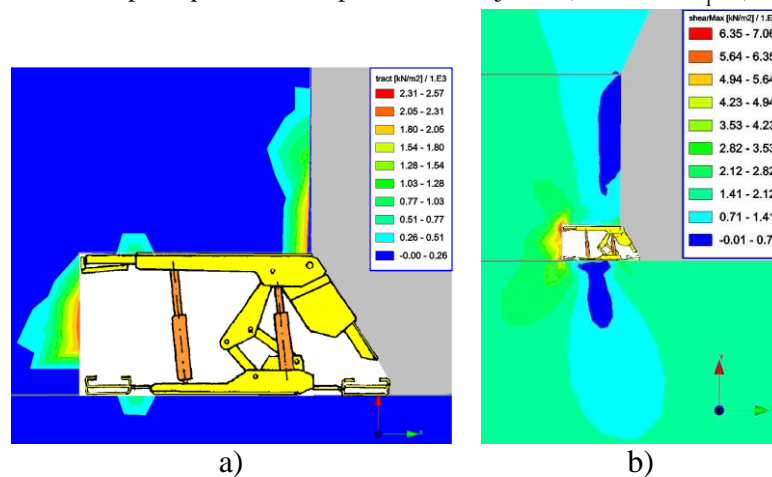 tract [kN/m2] / 1.E3
2.31 - 2.57
2.05 - 2.31
1.80 - 2.05
1.54 - 1.80
1.28 - 1.54
1.03 - 1.28
0.77 - 1.03
0.51 - 0.77
0.26 - 0.51
-0.00 - 0.26
a)
shearMax [kN/m2] / 1.E
6.35 - 7.06
5.64 - 6.35
4.94 - 5.64
4.23 - 4.94
3.53 - 4.23
2.82 - 3.53
2.12 - 2.82
1.41 - 2.12
0.71 - 1.41
-0.01 - 0.7
b)